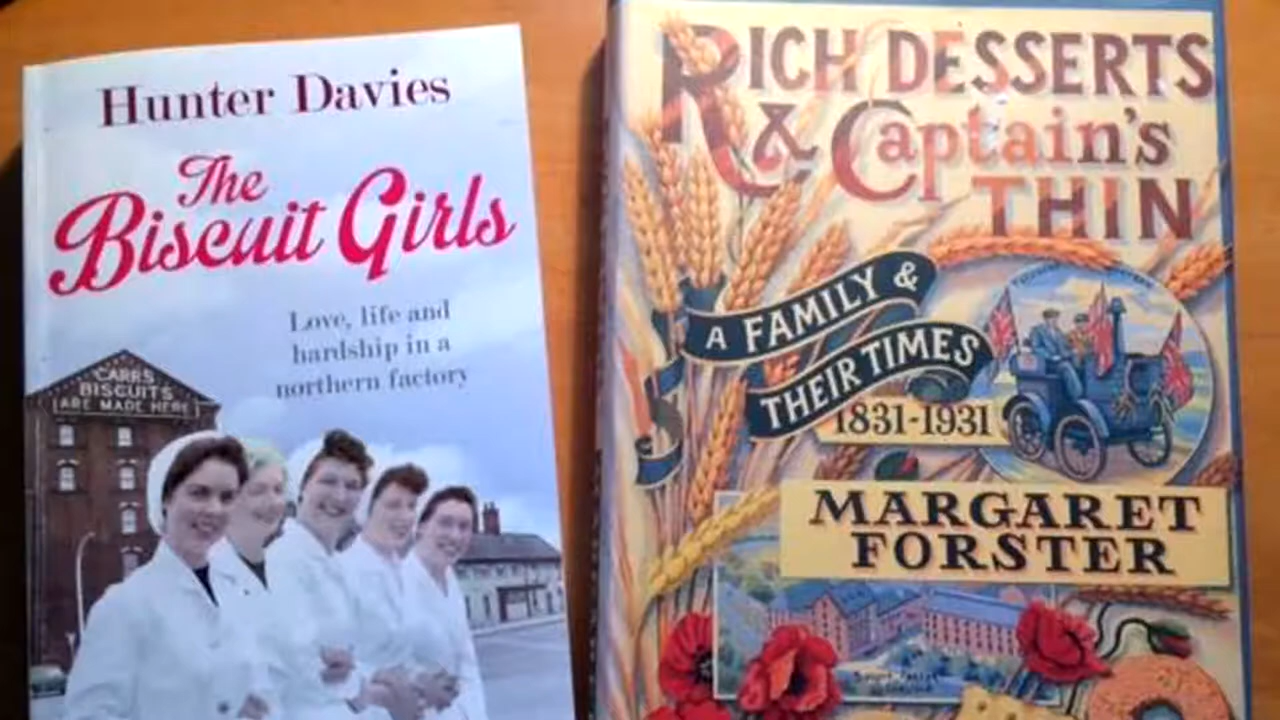 Hunter Davies
The
Biscuit Girls
Love, life and
hardship in a
northern factory
CARRS
BISCUITS
ARE MADE HERE
RICH DESSERTS
& Captain's
THIN
A FAMILY &
THEIR TIMES
1831-1931
MARGARET
FORSTER